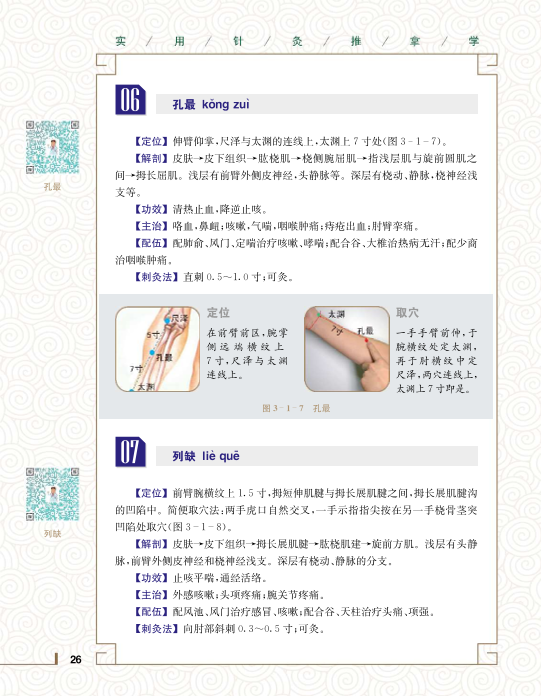 实 / 用 / 针 / 灸 / 推 / 拿 / 学
06
孔最 kǒng zuì
孔最
【定位】伸臂仰掌,尺泽与太渊的连线上,太渊上7寸处(图3-1-7)。
【解剖】皮肤→皮下组织→肱桡肌→桡侧腕屈肌→指浅屈肌与旋前圆肌之
间→拇长屈肌。浅层有前臂外侧皮神经,头静脉等。深层有桡动、静脉,桡神经浅
支等。
【功效】清热止血,降逆止咳。
【主治】咯血,鼻衄;咳嗽,气喘,咽喉肿痛;痔疮出血;肘臂挛痛。
【配伍】配肺俞、风门、定喘治疗咳嗽、哮喘;配合谷、大椎治热病无汗;配少商
治咽喉肿痛。
【刺灸法】直刺0.5~1.0寸;可灸。
尺泽
5寸
孔最
7寸
太渊
定位
在前臂前区,腕掌
侧远端横纹上
7寸,尺泽与太渊
连线上。
太渊
7寸
孔最
取穴
一手手臂前伸,于
腕横纹处定太渊,
再于肘横纹中定
尺泽,两穴连线上,
太渊上7寸即是。
图3-1-7 孔最
07
列缺 liè quē
列缺
【定位】前臂腕横纹上1.5寸,拇短伸肌腱与拇长展肌腱之间,拇长展肌腱沟
的凹陷中。简便取穴法:两手虎口自然交叉,一手示指指尖按在另一手桡骨茎突
凹陷处取穴(图3-1-8)。
【解剖】皮肤→皮下组织→拇长展肌腱→肱桡肌建→旋前方肌。浅层有头静
脉,前臂外侧皮神经和桡神经浅支。深层有桡动、静脉的分支。
【功效】止咳平喘,通经活络。
【主治】外感咳嗽;头项疼痛;腕关节疼痛。
【配伍】配风池、风门治疗感冒、咳嗽;配合谷、天柱治疗头痛、项强。
【刺灸法】向肘部斜刺0.3~0.5寸;可灸。
26